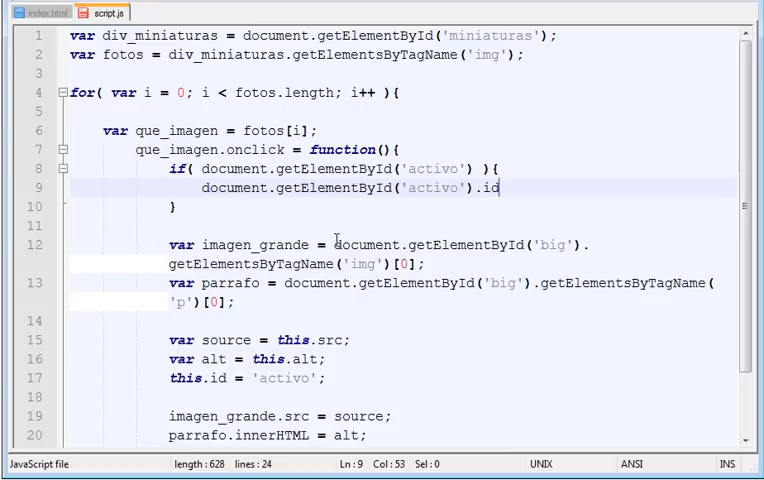 index.html script.js
1 var div_miniaturas = document.getElementById('miniaturas');
2 var fotos = div_miniaturas.getElementsByTagName('img');
3
4 for( var i = 0; i < fotos.length; i++ ){
5
6 var que_imagen = fotos[i];
7 que_imagen.onclick = function(){
8 if( document.getElementById('activo') ){
9 document.getElementById('activo').id
10 }
11
12 var imagen_grande = document.getElementById('big').
getElementsByTagName('img')[0];
13 var parrafo = document.getElementById('big').getElementsByTagName(
'p')[0];
14
15 var source = this.src;
16 var alt = this.alt;
17 this.id = 'activo';
18
19 imagen_grande.src = source;
20 parrafo.innerHTML = alt;
JavaScript file length : 628 lines : 24 Ln : 9 Col : 53 Sel : 0 UNIX ANSI INS